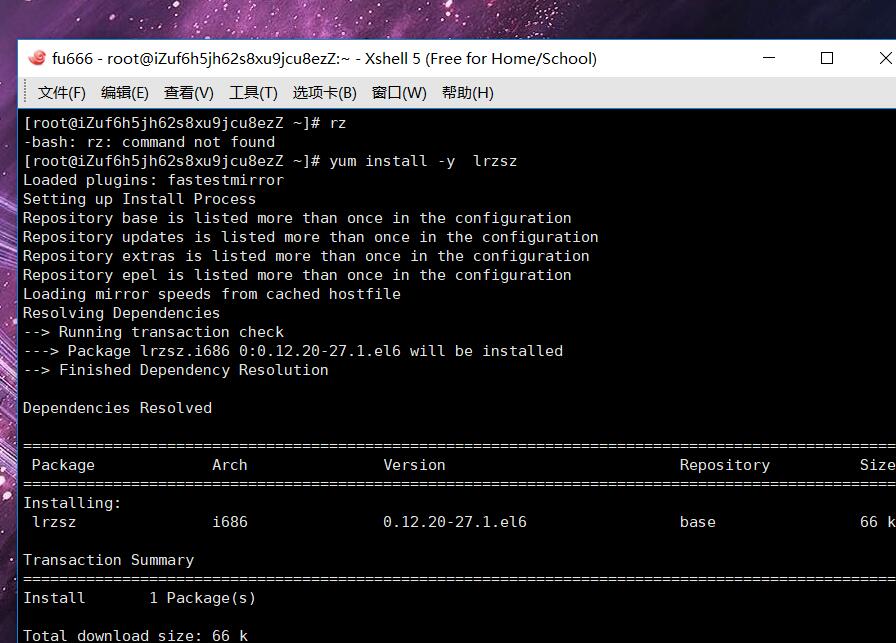 fu666 - root@iZuf6h5jh62s8xu9jcu8ezZ:~ - Xshell 5 (Free for Home/School)
文件(F) 编辑(E) 查看(V) 工具(T) 选项卡(B) 窗口(W) 帮助(H)
[root@iZuf6h5jh62s8xu9jcu8ezZ ~]# rz
-bash: rz: command not found
[root@iZuf6h5jh62s8xu9jcu8ezZ ~]# yum install -y  lrzsz
Loaded plugins: fastestmirror
Setting up Install Process
Repository base is listed more than once in the configuration
Repository updates is listed more than once in the configuration
Repository extras is listed more than once in the configuration
Repository epel is listed more than once in the configuration
Loading mirror speeds from cached hostfile
Resolving Dependencies
--> Running transaction check
---> Package lrzsz.i686 0:0.12.20-27.1.el6 will be installed
--> Finished Dependency Resolution
Dependencies Resolved
================================================================================
Package Arch Version Repository Size
================================================================================
Installing:
lrzsz i686 0.12.20-27.1.el6 base 66 k
Transaction Summary
================================================================================
Install 1 Package(s)
Total download size: 66 k